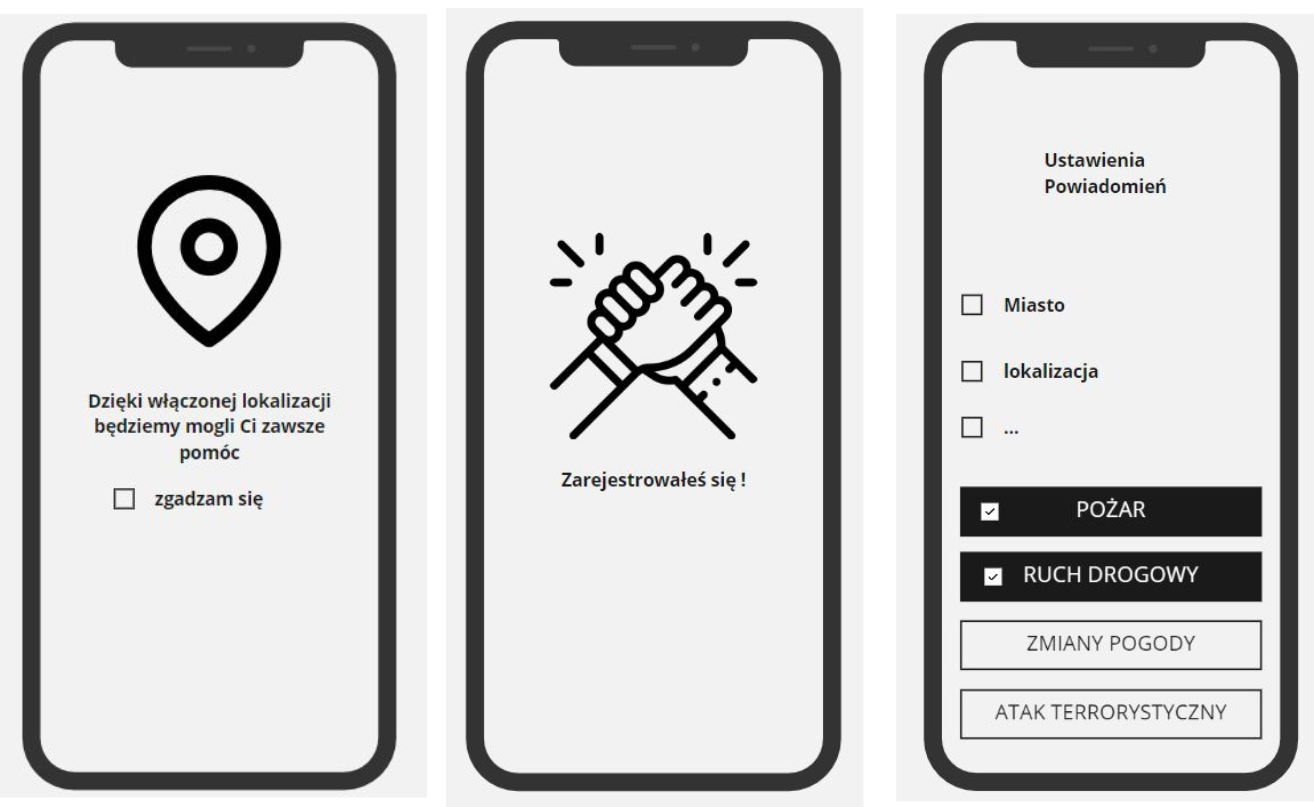 Dzięki włączonej lokalizacji
będziemy mogli Ci zawsze
pomóc
zgadzam się
Zarejestrowałeś się !
Ustawienia
Powiadomień
Miasto
lokalizacja
...
POŻAR
RUCH DROGOWY
ZMIANY POGODY
ATAK TERRORYSTYCZNY